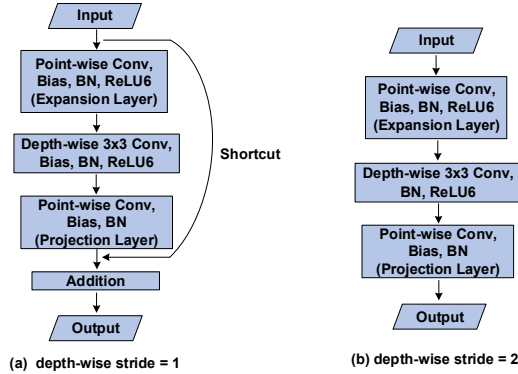 Input
Point-wise Conv,
Bias, BN, ReLU6
(Expansion Layer)
Depth-wise 3x3 Conv,
Bias, BN, ReLU6
Shortcut
Point-wise Conv,
Bias, BN
(Projection Layer)
Addition
Output
(a) depth-wise stride = 1
Input
Point-wise Conv,
Bias, BN, ReLU6
(Expansion Layer)
Depth-wise 3x3 Conv,
BN, ReLU6
Point-wise Conv,
Bias, BN
(Projection Layer)
Output
(b) depth-wise stride = 2